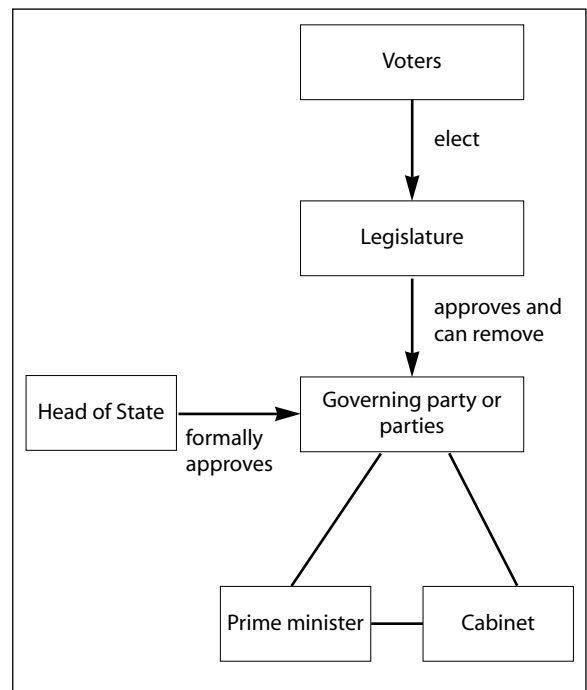 Voters
elect
Legislature
approves and
can remove
Head of State
formally
approves
Governing party or
parties
Prime minister
Cabinet